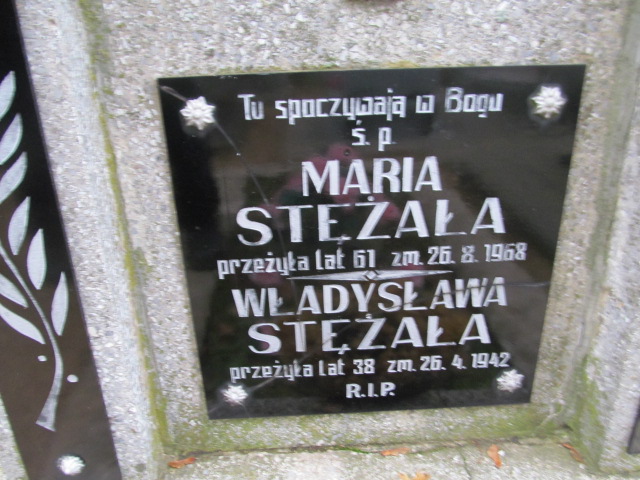 Tu spoczywają w Bogu
ś. p.
MARIA
STĘŻAŁA
przeżyła lat 61 zm. 26. 8. 1968
WŁADYSŁAWA
STĘŻAŁA
przeżyła lat 38 zm. 26. 4. 1942
R.I.P.